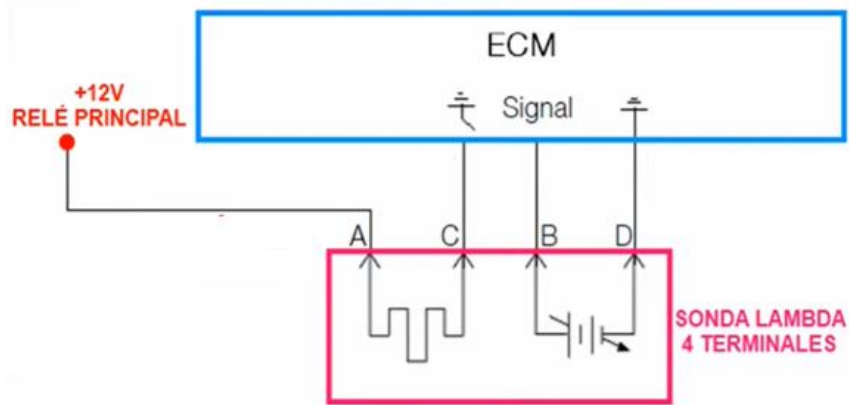 ECM
+12V
RELÉ PRINCIPAL
Signal
A C B D
SONDA LAMBDA
4 TERMINALES